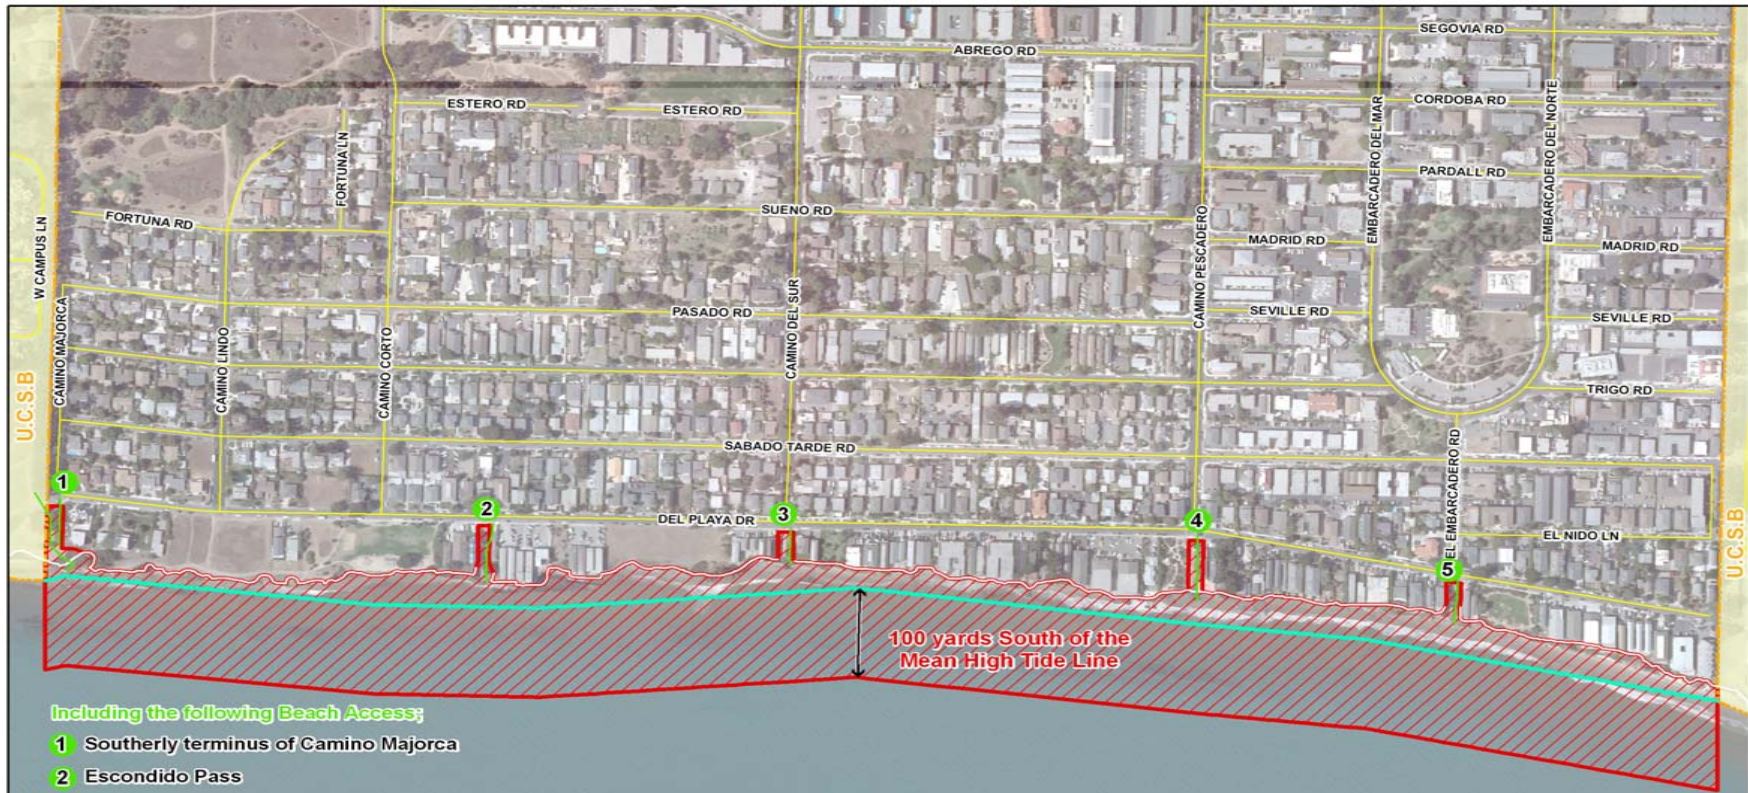 SEGOVIA RD
ABREGO RD
ESTERO RD
ESTERO RD
CORDOBA RD
EMBARCADERO DEL MAR
EMBARCADERO DEL NORTE
FORTUNA LN
PARDALL RD
FORTUNA RD
SUENO RD
W CAMPUS LN
CAMINO PESCADERO
MADRID RD
MADRID RD
CAMINO MAJORCA
CAMINO LINDO
CAMINO CORTO
PASADO RD
CAMINO DEL SUR
SEVILLE RD
SEVILLE RD
TRIGO RD
U.C.S.B
SABADO TARDE RD
EL EMBARCADERO RD
1
2
3
4
5
DEL PLAYA DR
EL NIDO LN
U.C.S.B
100 yards South of the
Mean High Tide Line
Including the following Beach Access;
1 Southerly terminus of Camino Majorca
2 Escondido Pass